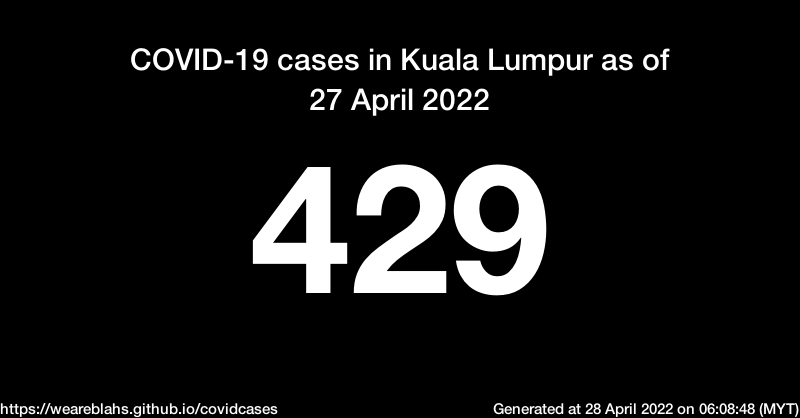 COVID-19 cases in Kuala Lumpur as of
27 April 2022
429
https://weareblahs.github.io/covidcases
Generated at 28 April 2022 on 06:08:48 (MYT)